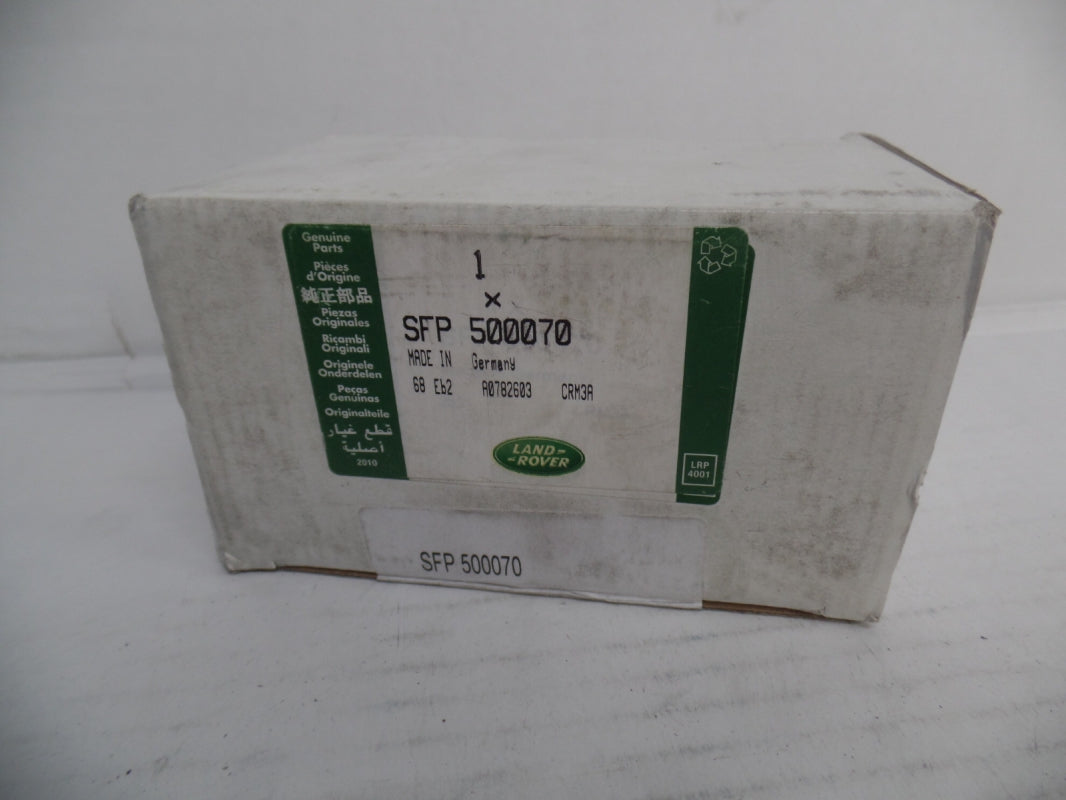 Genuine
Parts
Pièces
d'Origine
純正部品
Piezas
Originales
Ricambi
Originali
Originele
Onderdelen
Peças
Genuinas
Originalteile
قطع غيار
أصلية
2010
1
×
SFP 500070
MADE IN Germany
68 Eb2 A0782603 CRM3A
LAND-
-ROVER
LRP
4001
SFP 500070